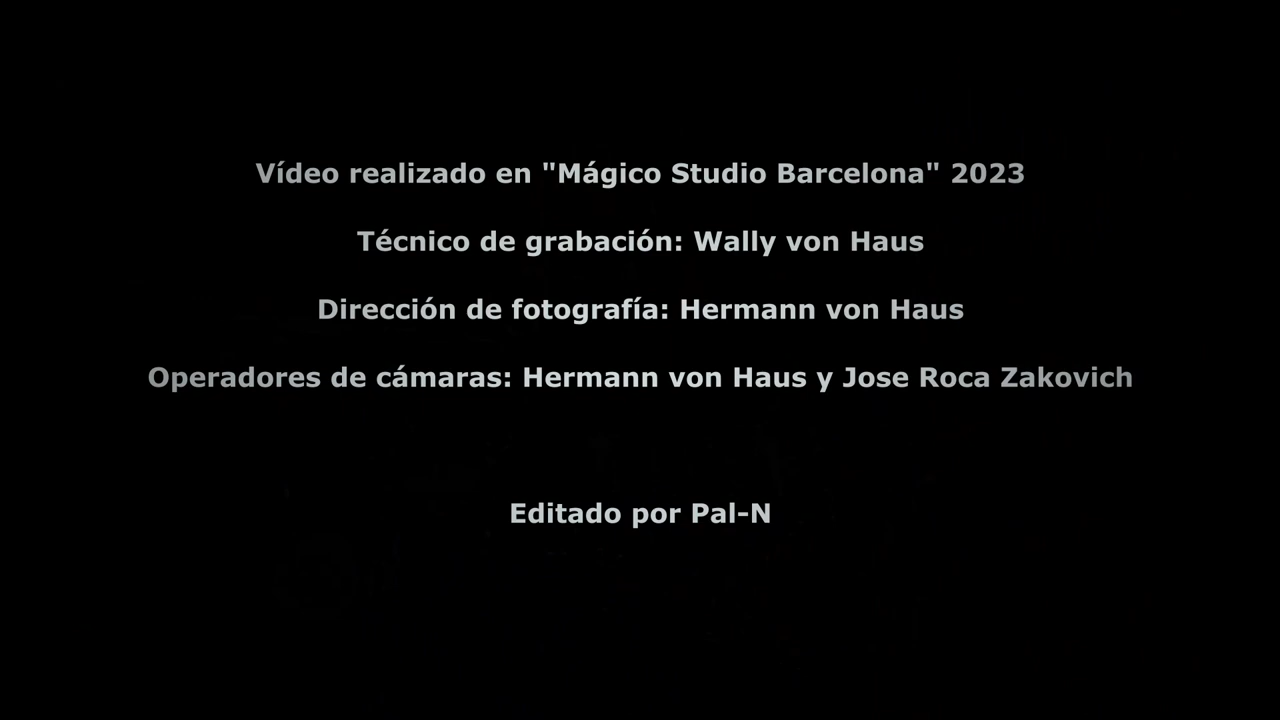 Vídeo realizado en "Mágico Studio Barcelona" 2023
Técnico de grabación: Wally von Haus
Dirección de fotografía: Hermann von Haus
Operadores de cámaras: Hermann von Haus y Jose Roca Zakovich
Editado por Pal-N